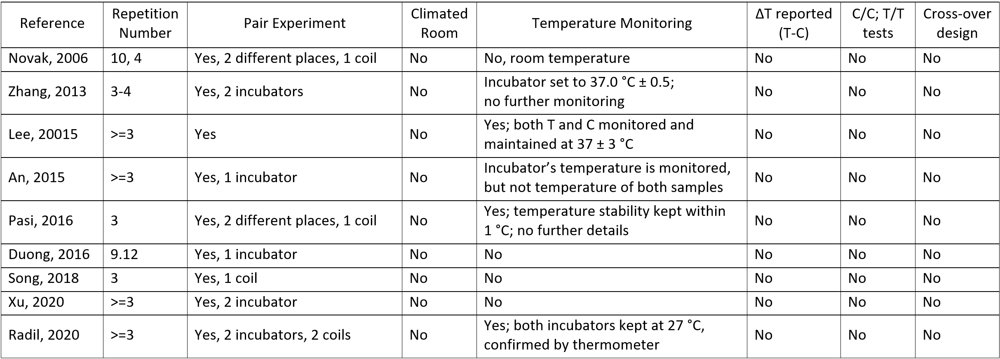 Reference
Repetition
Number
Pair Experiment
Climated
Room
Temperature Monitoring
ΔT reported
(T-C)
C/C; T/T
tests
Cross-over
design
Novak, 2006
10, 4
Yes, 2 different places, 1 coil
No
No, room temperature
No
No
No
Zhang, 2013
3-4
Yes, 2 incubators
No
Incubator set to 37.0 °C ± 0.5;
no further monitoring
No
No
No
Lee, 20015
>=3
Yes
No
Yes; both T and C monitored and
maintained at 37 ± 3 °C
No
No
No
An, 2015
>=3
Yes, 1 incubator
No
Incubator’s temperature is monitored,
but not temperature of both samples
No
No
No
Pasi, 2016
3
Yes, 2 different places, 1 coil
No
Yes; temperature stability kept within
1 °C; no further details
No
No
No
Duong, 2016
9.12
Yes, 1 incubator
No
No
No
No
No
Song, 2018
3
Yes, 1 coil
No
No
No
No
No
Xu, 2020
>=3
Yes, 2 incubator
No
No
No
No
No
Radil, 2020
>=3
Yes, 2 incubators, 2 coils
No
Yes; both incubators kept at 27 °C,
confirmed by thermometer
No
No
No